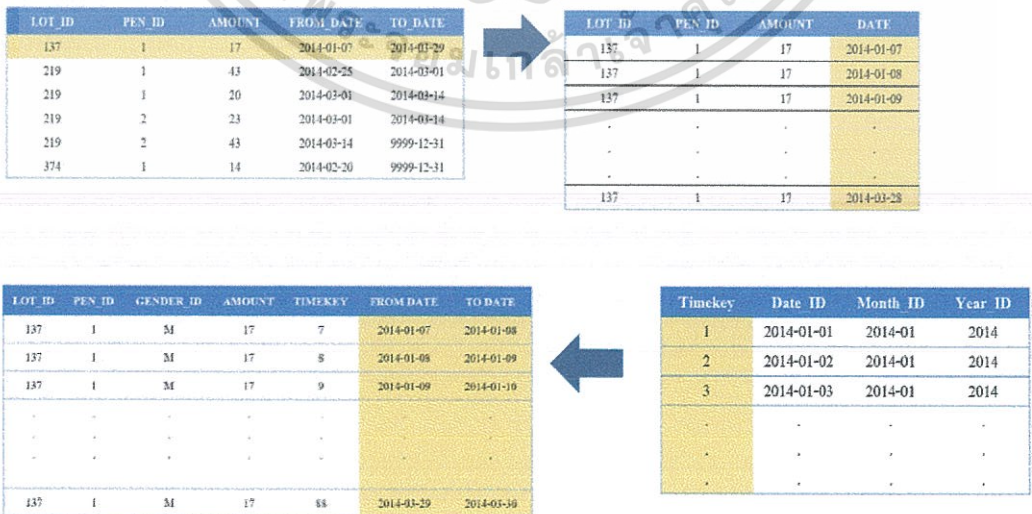 LOT_ID PEN_ID AMOUNT FROM_DATE TO_DATE
137 1 17 2014-01-07 2014-03-29
219 1 43 2014-02-25 2014-03-01
219 1 20 2014-03-01 2014-03-14
219 2 23 2014-03-01 2014-03-14
219 2 43 2014-03-14 9999-12-31
374 1 14 2014-02-20 9999-12-31
LOT_ID PEN_ID AMOUNT DATE
137 1 17 2014-01-07
137 1 17 2014-01-08
137 1 17 2014-01-09
. . . .
. . . .
. . . .
137 1 17 2014-03-28
LOT_ID PEN_ID GENDER_ID AMOUNT TIMEKEY FROM DATE TO DATE
137 1 M 17 7 2014-01-07 2014-01-08
137 1 M 17 8 2014-01-08 2014-01-09
137 1 M 17 9 2014-01-09 2014-01-10
. . . . . . .
. . . . . . .
. . . . . . .
137 1 M 17 88 2014-03-29 2014-03-30
Timekey Date_ID Month_ID Year_ID
1 2014-01-01 2014-01 2014
2 2014-01-02 2014-01 2014
3 2014-01-03 2014-01 2014
. . . .
. . . .
. . . .